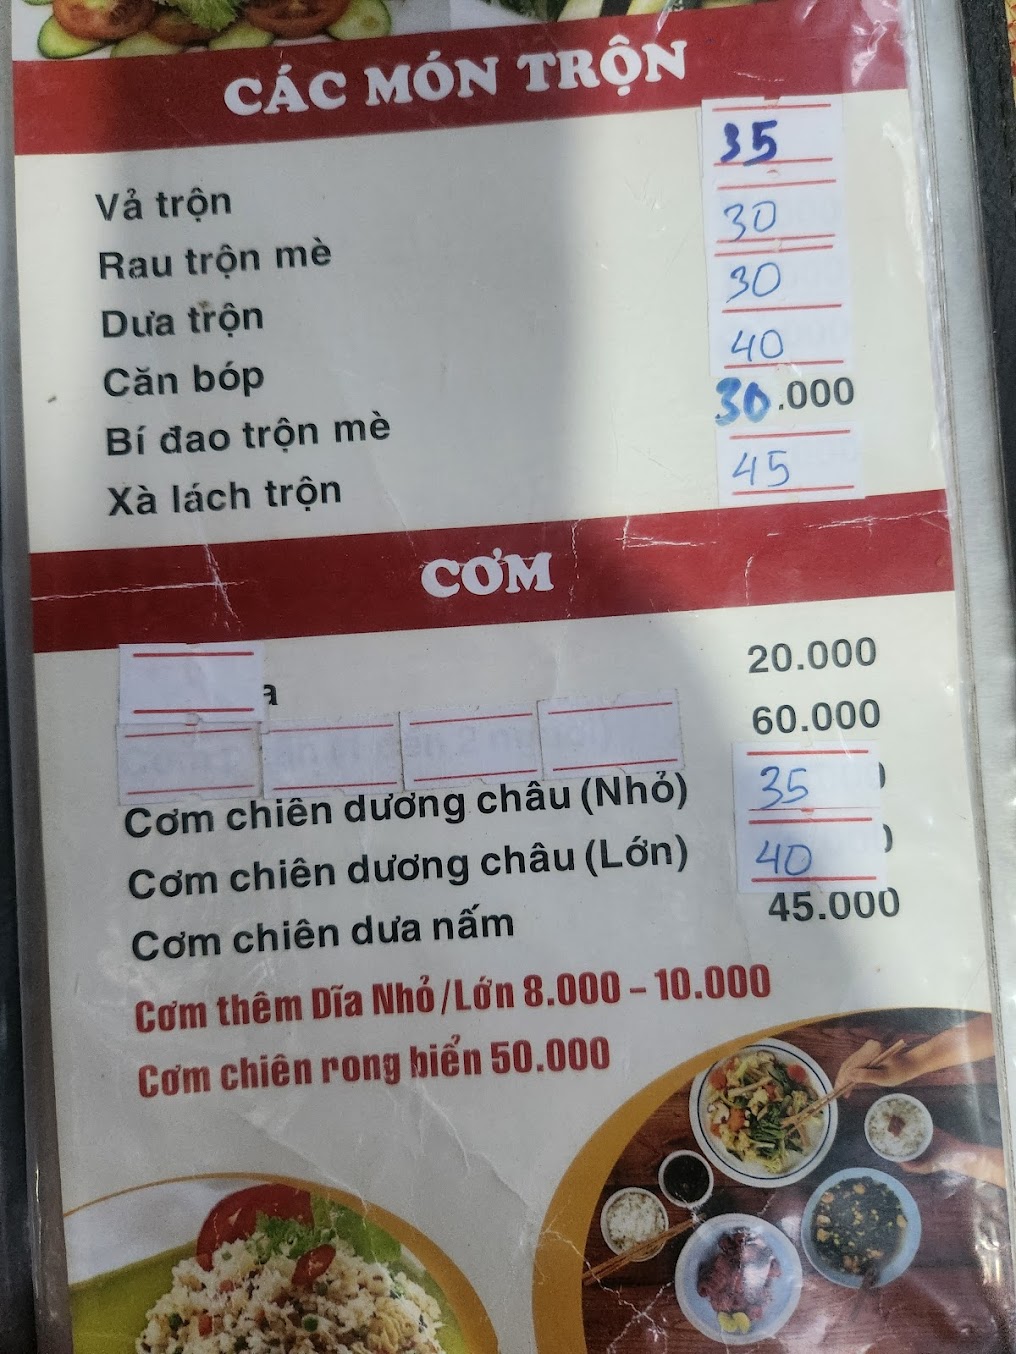 CÁC MÓN TRỘN
Vả trộn 35
Rau trộn mè 30
Dưa trộn 30
Căn bóp 40
Bí đao trộn mè 30.000
Xà lách trộn 45
CƠM
a 20.000
60.000
Cơm chiên dương châu (Nhỏ) 35
Cơm chiên dương châu (Lớn) 40
Cơm chiên dưa nấm 45.000
Cơm thêm Dĩa Nhỏ/Lớn 8.000 – 10.000
Cơm chiên rong biển 50.000